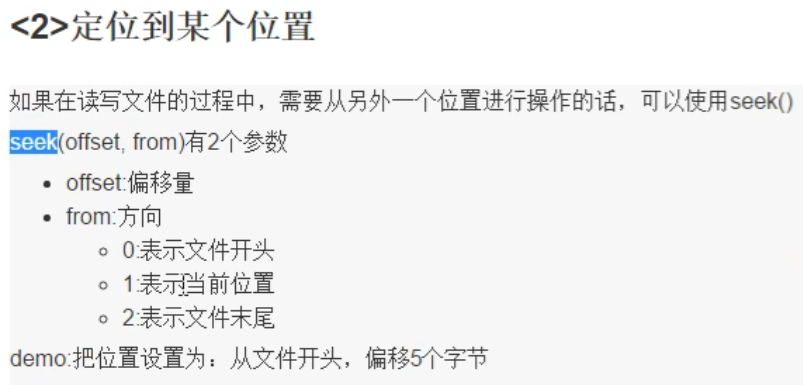 <2>定位到某个位置
如果在读写文件的过程中，需要从另外一个位置进行操作的话，可以使用seek()
seek(offset, from)有2个参数
offset:偏移量
from:方向
0:表示文件开头
1:表示当前位置
2:表示文件末尾
demo:把位置设置为：从文件开头，偏移5个字节